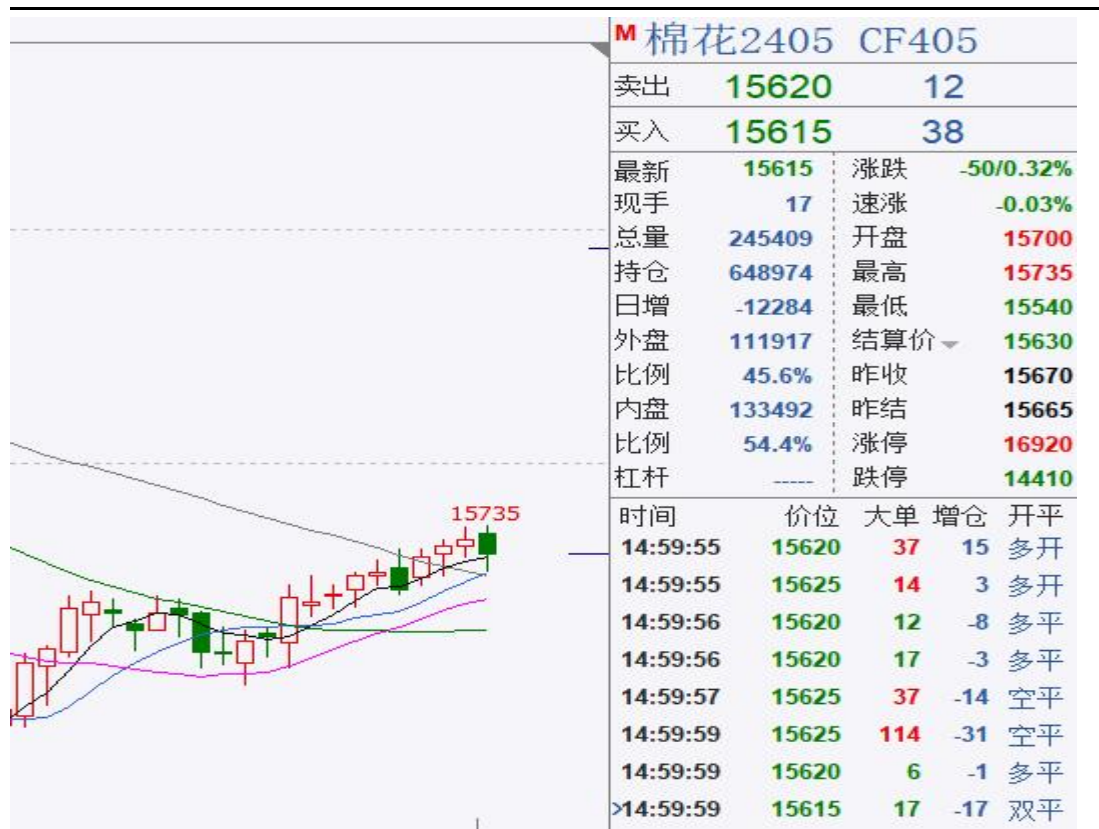 M 棉花2405 CF405
卖出 15620 12
买入 15615 38
最新 15615 涨跌 -50/0.32%
现手 17 速涨 -0.03%
总量 245409 开盘 15700
持仓 648974 最高 15735
日增 -12284 最低 15540
外盘 111917 结算价 15630
比例 45.6% 昨收 15670
内盘 133492 昨结 15665
比例 54.4% 涨停 16920
杠杆 ----- 跌停 14410
15735
时间 价位 大单 增仓 开平
14:59:55 15620 37 15 多开
14:59:55 15625 14 3 多开
14:59:56 15620 12 -8 多平
14:59:56 15620 17 -3 多平
14:59:57 15625 37 -14 空平
14:59:59 15625 114 -31 空平
14:59:59 15620 6 -1 多平
>14:59:59 15615 17 -17 双平